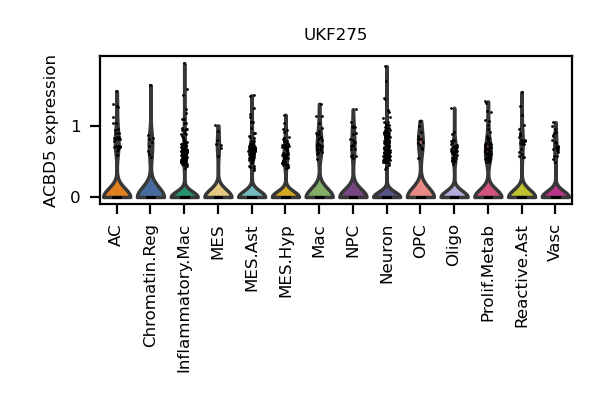 UKF275
ACBD5 expression
1
0
AC
Chromatin.Reg
Inflammatory.Mac
MES
MES.Ast
MES.Hyp
Mac
NPC
Neuron
OPC
Oligo
Prolif.Metab
Reactive.Ast
Vasc